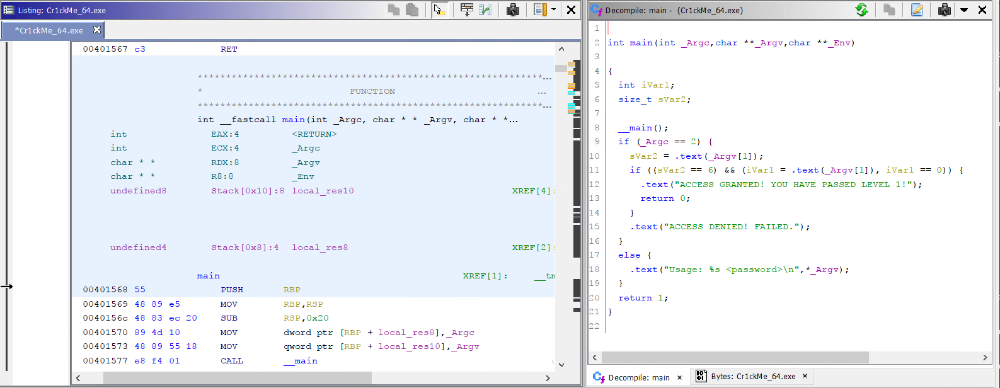 Listing: Cr1ckMe_64.exe
*Cr1ckMe_64.exe
00401567 c3 RET
************************************************************...
* FUNCTION ...
************************************************************...
int __fastcall main(int _Argc, char * * _Argv, char * *...
int EAX:4 <RETURN>
int ECX:4 _Argc
char * * RDX:8 _Argv
char * * R8:8 _Env
undefined8 Stack[0x10]:8 local_res10 XREF[4]:
undefined4 Stack[0x8]:4 local_res8 XREF[2]:
main XREF[1]: __tm
00401568 55 PUSH RBP
00401569 48 89 e5 MOV RBP,RSP
0040156c 48 83 ec 20 SUB RSP,0x20
00401570 89 4d 10 MOV dword ptr [RBP + local_res8],_Argc
00401573 48 89 55 18 MOV qword ptr [RBP + local_res10],_Argv
00401577 e8 f4 01 CALL __main
Decompile: main - (Cr1ckMe_64.exe)
1
2 int main(int _Argc,char **_Argv,char **_Env)
3
4 {
5 int iVar1;
6 size_t sVar2;
7
8 __main();
9 if (_Argc == 2) {
10 sVar2 = .text(_Argv[1]);
11 if ((sVar2 == 6) && (iVar1 = .text(_Argv[1]), iVar1 == 0)) {
12 .text("ACCESS GRANTED! YOU HAVE PASSED LEVEL 1!");
13 return 0;
14 }
15 .text("ACCESS DENIED! FAILED.");
16 }
17 else {
18 .text("Usage: %s <password>\n",*_Argv);
19 }
20 return 1;
21 }
22
Decompile: main
Bytes: Cr1ckMe_64.exe